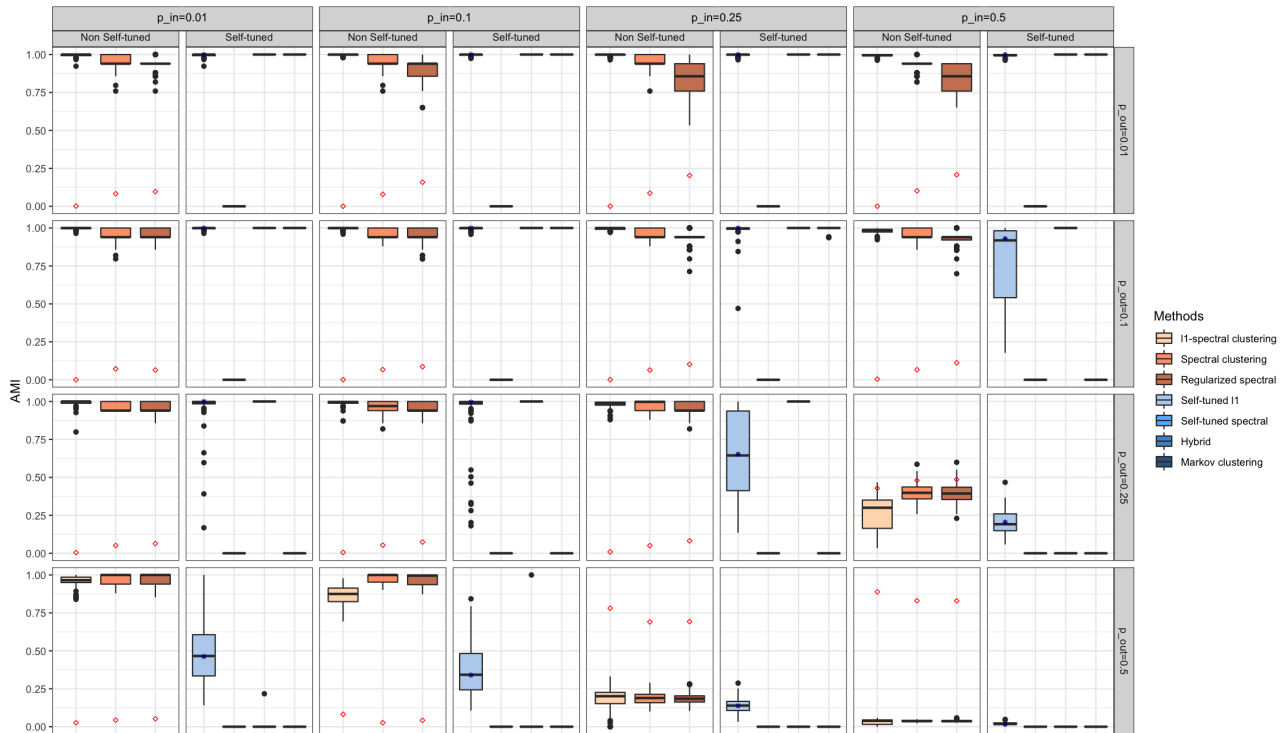 p_in=0.01
p_in=0.1
p_in=0.25
p_in=0.5
Non Self-tuned
Self-tuned
Non Self-tuned
Self-tuned
Non Self-tuned
Self-tuned
Non Self-tuned
Self-tuned
AMI
1.00
0.75
0.50
0.25
0.00
p_out=0.01
1.00
0.75
0.50
0.25
0.00
p_out=0.1
1.00
0.75
0.50
0.25
0.00
p_out=0.25
1.00
0.75
0.50
0.25
0.00
p_out=0.5
Methods
l1-spectral clustering
Spectral clustering
Regularized spectral
Self-tuned l1
Self-tuned spectral
Hybrid
Markov clustering